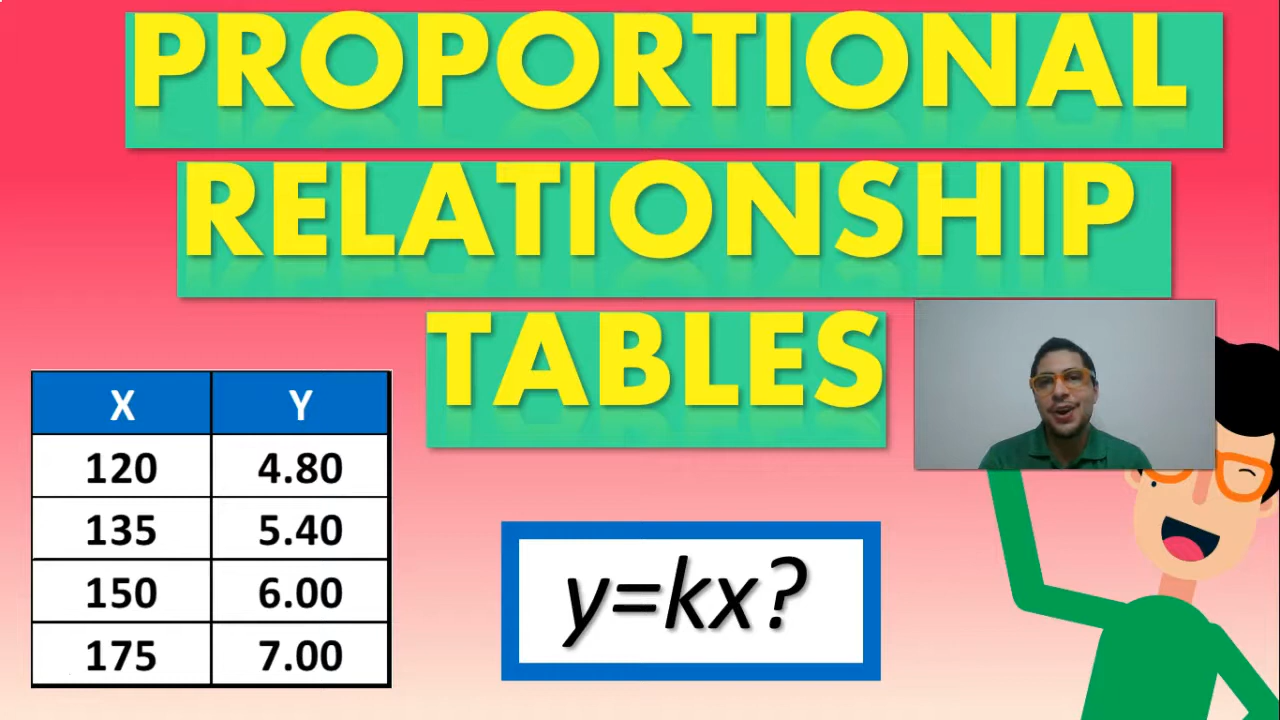 PROPORTIONAL
RELATIONSHIP
TABLES
X Y
120 4.80
135 5.40
150 6.00
175 7.00
y=kx?